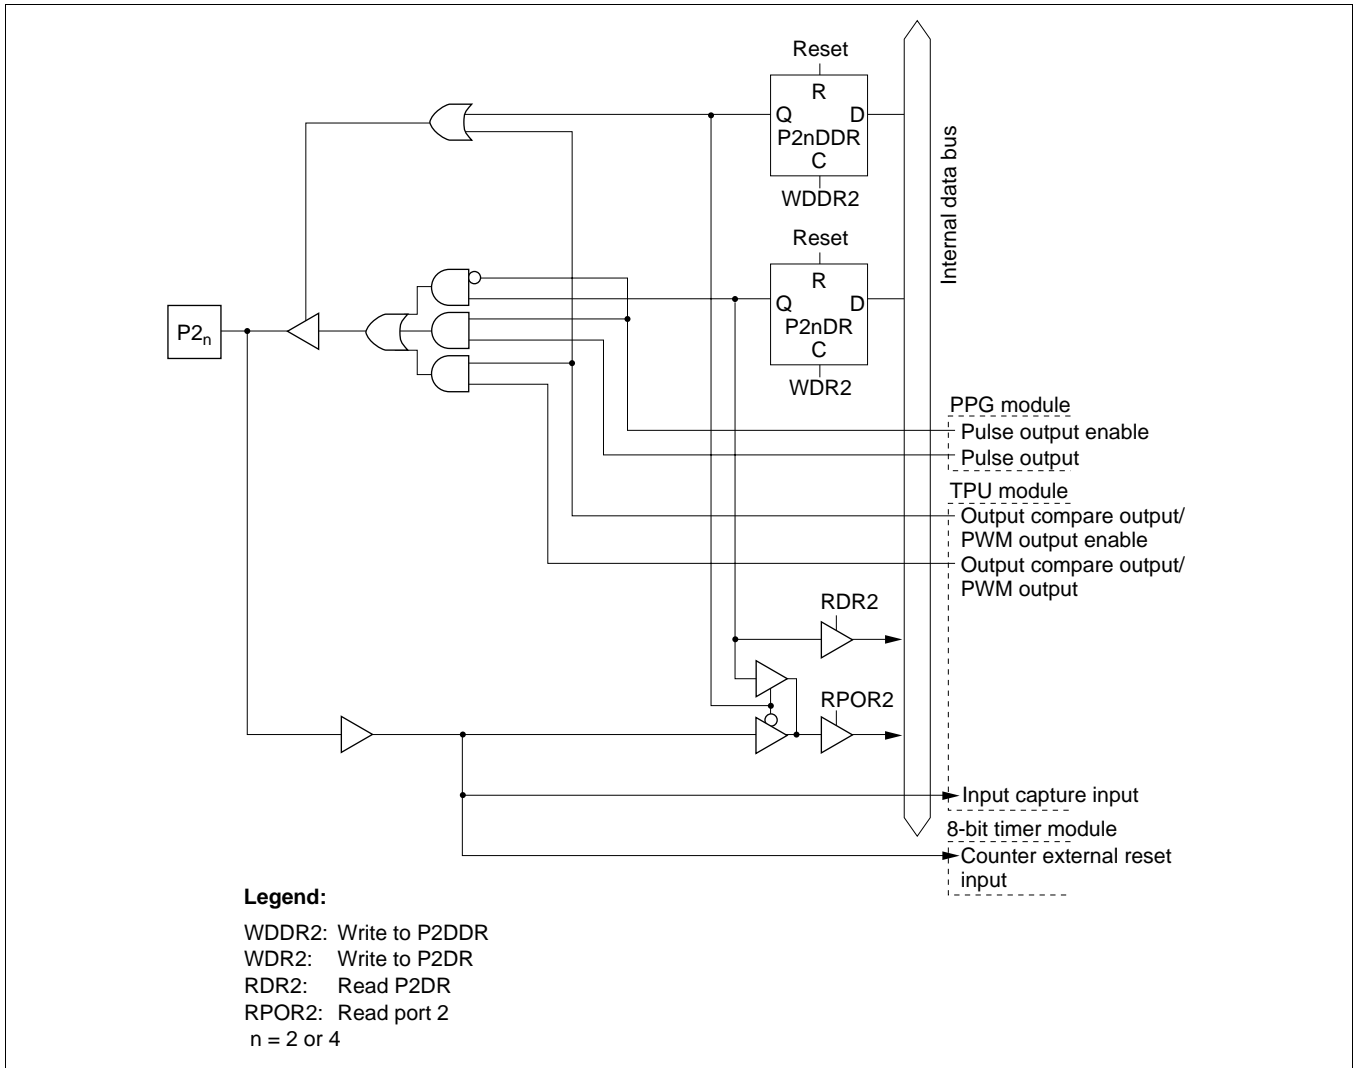 Reset
R
Q D
P2nDDR
C
WDDR2
Reset
R
Q D
P2nDR
C
WDR2
Internal data bus
P2n
PPG module
Pulse output enable
Pulse output
TPU module
Output compare output/
PWM output enable
Output compare output/
PWM output
RDR2
RPOR2
Input capture input
8-bit timer module
Counter external reset
input
Legend:
WDDR2: Write to P2DDR
WDR2: Write to P2DR
RDR2: Read P2DR
RPOR2: Read port 2
n = 2 or 4